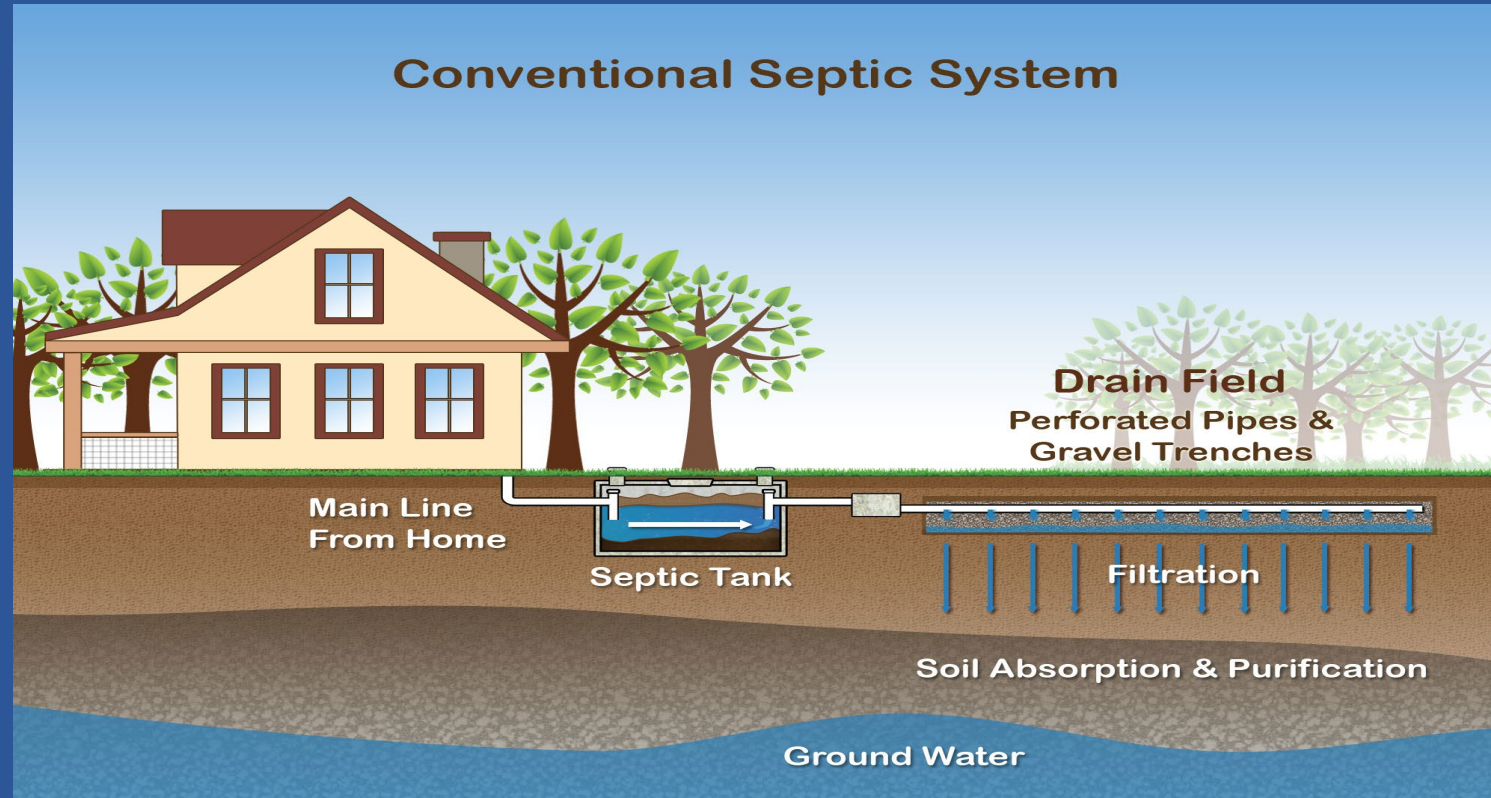 Conventional Septic System
Drain Field
Perforated Pipes &
Gravel Trenches
Main Line
From Home
Septic Tank
Filtration
Soil Absorption & Purification
Ground Water